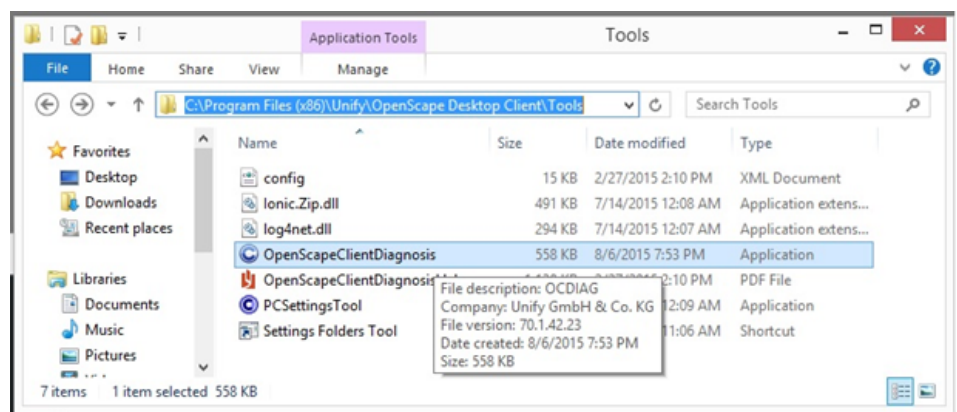 Application Tools Tools
File Home Share View Manage
C:\Program Files (x86)\Unify\OpenScape Desktop Client\Tools Search Tools
Favorites
Desktop
Downloads
Recent places
Libraries
Documents
Music
Pictures
Name Size Date modified Type
config 15 KB 2/27/2015 2:10 PM XML Document
Ionic.Zip.dll 491 KB 7/14/2015 12:08 AM Application extens...
log4net.dll 294 KB 7/14/2015 12:07 AM Application extens...
OpenScapeClientDiagnosis 558 KB 8/6/2015 7:53 PM Application
2:10 PM PDF File
PCSettingsTool 12:09 AM Application
Settings Folders Tool 11:06 AM Shortcut
File description: OCDIAG
Company: Unify GmbH & Co. KG
File version: 70.1.42.23
Date created: 8/6/2015 7:53 PM
Size: 558 KB
7 items 1 item selected 558 KB